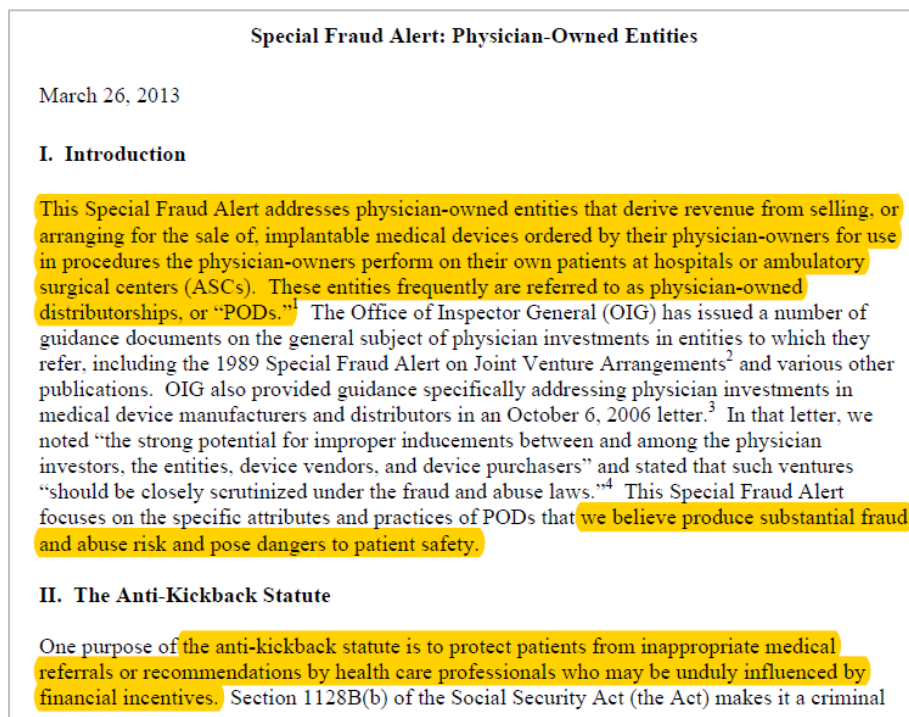 Special Fraud Alert: Physician-Owned Entities
March 26, 2013
I. Introduction
This Special Fraud Alert addresses physician-owned entities that derive revenue from selling, or
arranging for the sale of, implantable medical devices ordered by their physician-owners for use
in procedures the physician-owners perform on their own patients at hospitals or ambulatory
surgical centers (ASCs). These entities frequently are referred to as physician-owned
distributorships, or “PODs.”1 The Office of Inspector General (OIG) has issued a number of
guidance documents on the general subject of physician investments in entities to which they
refer, including the 1989 Special Fraud Alert on Joint Venture Arrangements2 and various other
publications. OIG also provided guidance specifically addressing physician investments in
medical device manufacturers and distributors in an October 6, 2006 letter.3 In that letter, we
noted “the strong potential for improper inducements between and among the physician
investors, the entities, device vendors, and device purchasers” and stated that such ventures
“should be closely scrutinized under the fraud and abuse laws.”4 This Special Fraud Alert
focuses on the specific attributes and practices of PODs that we believe produce substantial fraud
and abuse risk and pose dangers to patient safety.
II. The Anti-Kickback Statute
One purpose of the anti-kickback statute is to protect patients from inappropriate medical
referrals or recommendations by health care professionals who may be unduly influenced by
financial incentives. Section 1128B(b) of the Social Security Act (the Act) makes it a criminal